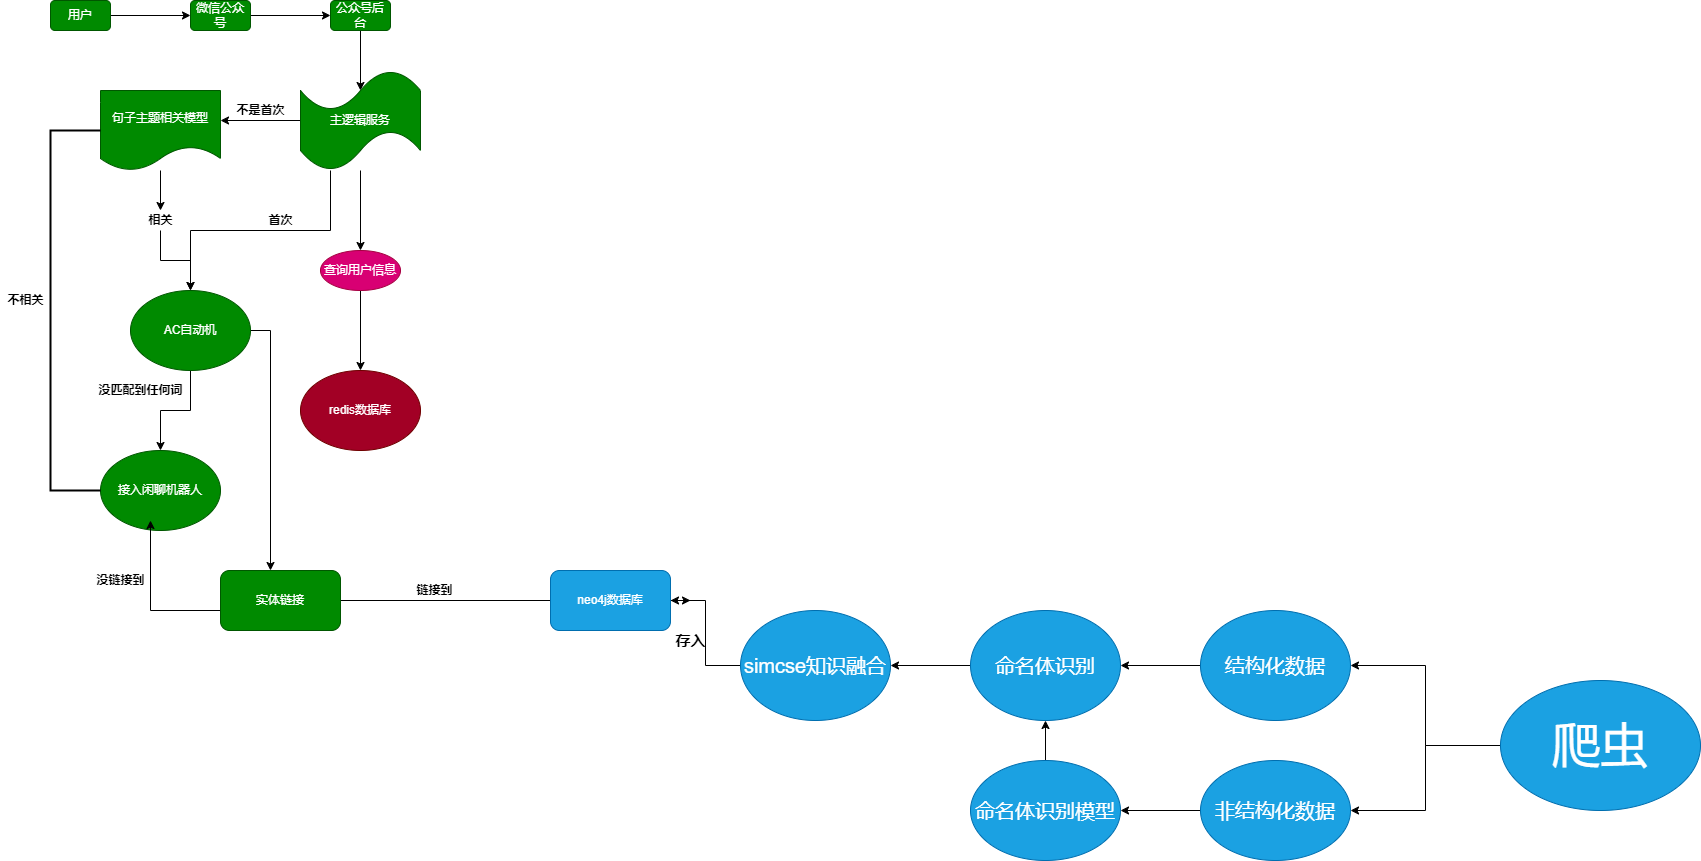 用户
微信公众
号
公众号后
台
句子主题相关模型
不是首次
主逻辑服务
相关
首次
查询用户信息
不相关
AC自动机
没匹配到任何词
redis数据库
接入闲聊机器人
没链接到
实体链接
链接到
neo4j数据库
存入
simcse知识融合
命名体识别
结构化数据
爬虫
命名体识别模型
非结构化数据